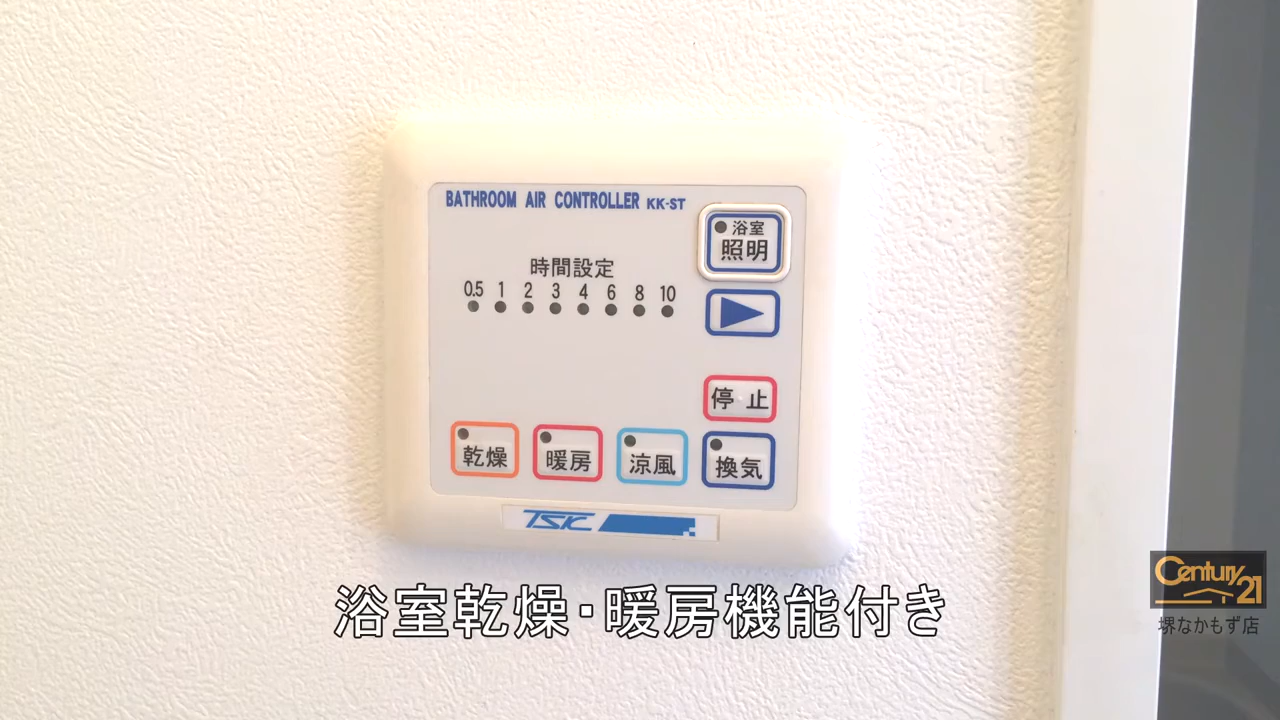 BATHROOM AIR CONTROLLER KK-ST
浴室
照明
時間設定
0.5 1 2 3 4 6 8 10
停止
乾燥 暖房 涼風 換気
TSK
浴室乾燥・暖房機能付き
Century 21
堺なかもず店